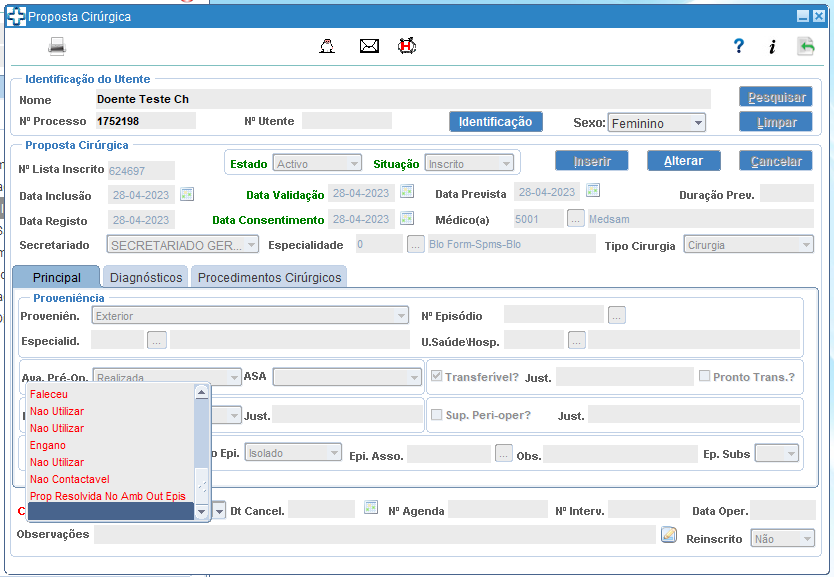 Proposta Cirúrgica
? i
Identificação do Utente
Nome Doente Teste Ch Pesquisar
Nº Processo 1752198 Nº Utente Identificação Sexo: Feminino Limpar
Proposta Cirúrgica
Nº Lista Inscrito 624697 Estado Activo Situação Inscrito Inserir Alterar Cancelar
Data Inclusão 28-04-2023 Data Validação 28-04-2023 Data Prevista 28-04-2023 Duração Prev.
Data Registo 28-04-2023 Data Consentimento 28-04-2023 Médico(a) 5001 ... Medsam
Secretariado SECRETARIADO GER... Especialidade 0 ... Blo Form-Spms-Blo Tipo Cirurgia Cirurgia
Principal Diagnósticos Procedimentos Cirúrgicos
Proveniência
Proveniên. Exterior Nº Episódio ...
Especialid. ... U.Saúde\Hosp. ...
Ava. Pré-Op. Realizada ASA Transferível? Just. Pronto Trans.?
Just. Sup. Peri-oper? Just.
o Epi. Isolado Epi. Asso. ... Obs. Ep. Subs
Faleceu
Nao Utilizar
Nao Utilizar
Engano
Nao Utilizar
Nao Contactavel
Prop Resolvida No Amb Out Epis
C Dt Cancel. Nº Agenda Nº Interv. Data Oper.
Observações Reinscrito Não